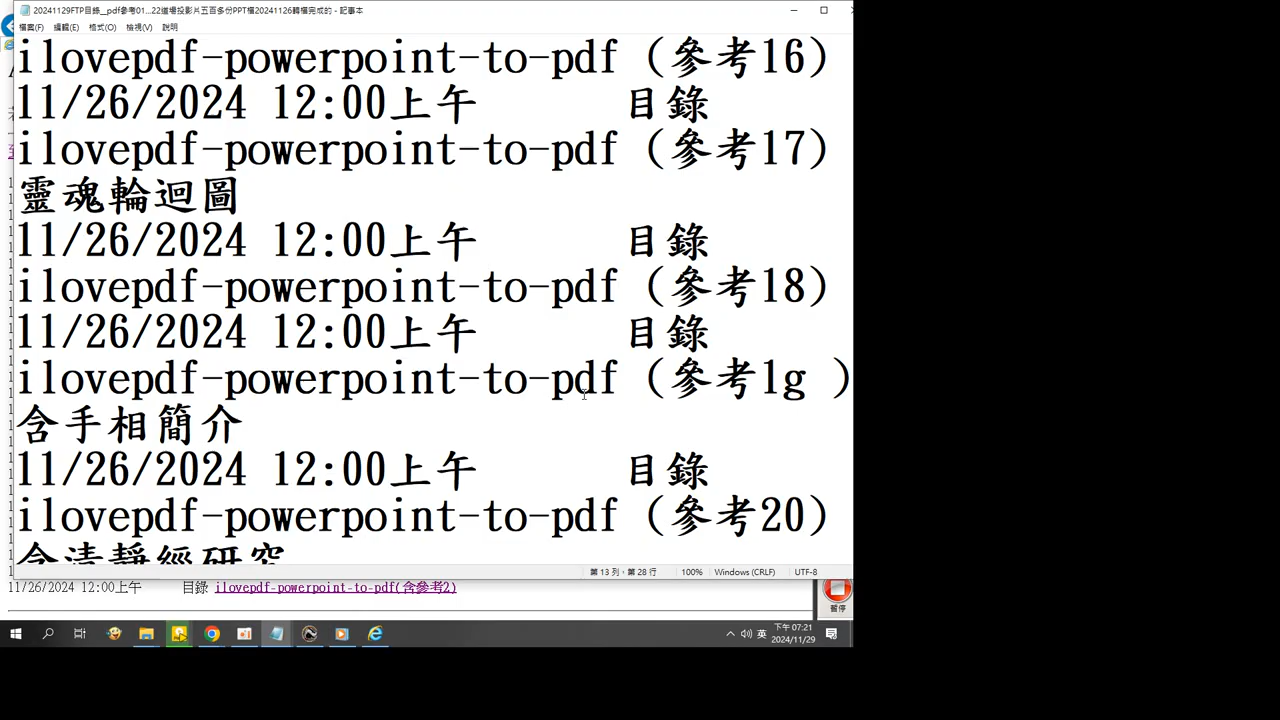 20241129FTP目錄__pdf參考01...22道場投影片五百多份PPT檔20241126轉檔完成的 - 記事本
檔案(F) 編輯(E) 格式(O) 檢視(V) 說明
ilovepdf-powerpoint-to-pdf (參考16)
11/26/2024 12:00上午 目錄
ilovepdf-powerpoint-to-pdf (參考17)
靈魂輪迴圖
11/26/2024 12:00上午 目錄
ilovepdf-powerpoint-to-pdf (參考18)
11/26/2024 12:00上午 目錄
ilovepdf-powerpoint-to-pdf (參考1g )
含手相簡介
11/26/2024 12:00上午 目錄
ilovepdf-powerpoint-to-pdf (參考20)
含清靜經研究
第 13 列，第 28 行 100% Windows (CRLF) UTF-8
11/26/2024 12:00上午 目錄 ilovepdf-powerpoint-to-pdf(含參考2)
暫停
英
下午 07:21
2024/11/29